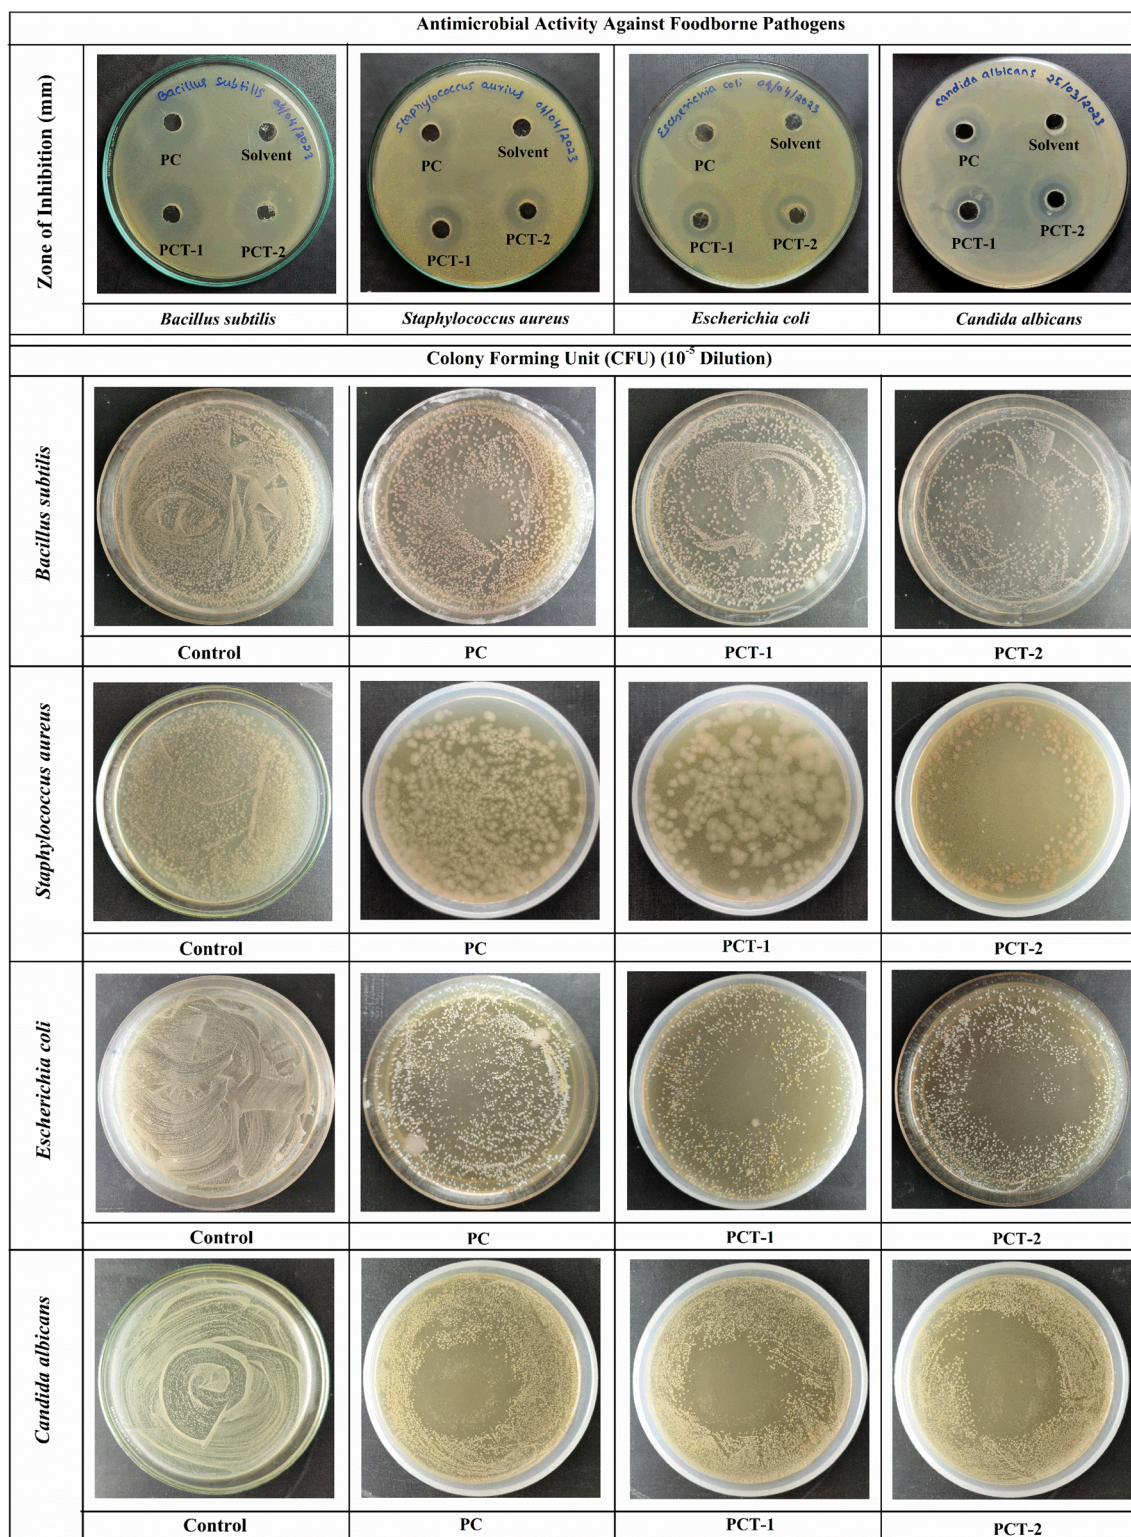 Antimicrobial Activity Against Foodborne Pathogens
Zone of Inhibition (mm)
Bacillus subtilis 04/04/2023
PC
Solvent
PCT-1
PCT-2
Staphylococcus aurius 04/04/2023
PC
Solvent
PCT-1
PCT-2
Escherichia coli 04/04/2023
PC
Solvent
PCT-1
PCT-2
candida albicans 25/03/2023
PC
Solvent
PCT-1
PCT-2
Bacillus subtilis
Staphylococcus aureus
Escherichia coli
Candida albicans
Colony Forming Unit (CFU) (10⁻⁵ Dilution)
Bacillus subtilis
Control
PC
PCT-1
PCT-2
Staphylococcus aureus
Control
PC
PCT-1
PCT-2
Escherichia coli
Control
PC
PCT-1
PCT-2
Candida albicans
Control
PC
PCT-1
PCT-2